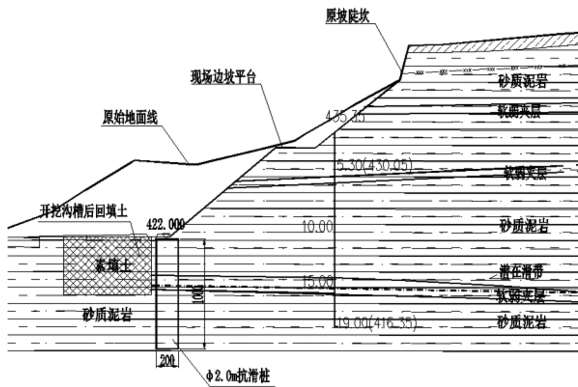 原坡陡坎
现场边坡平台
砂质泥岩
435.35
软弱夹层
原始地面线
5.30(430.05)
软弱夹层
开挖沟槽后回填土
422.000
10.00
砂质泥岩
素填土
潜在滑带
15.00
软弱夹层
1000
砂质泥岩
19.00(416.35)
砂质泥岩
200
φ2.0m抗滑桩